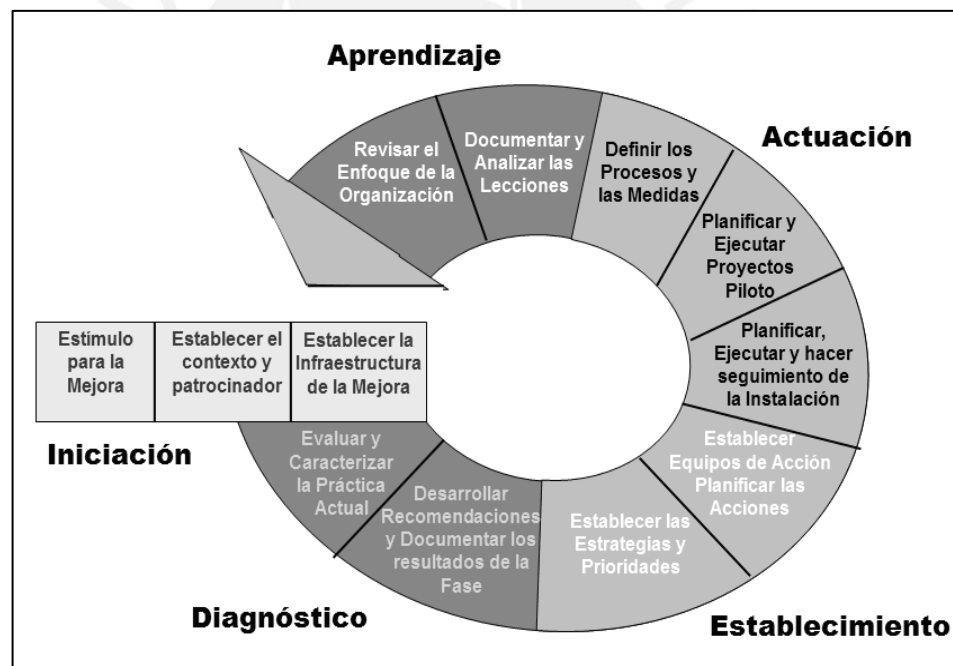 Aprendizaje
Actuación
Revisar el
Enfoque de la
Organización
Documentar y
Analizar las
Lecciones
Definir los
Procesos y
las Medidas
Planificar y
Ejecutar
Proyectos
Piloto
Planificar,
Ejecutar y hacer
seguimiento de
la Instalación
Estímulo
para la
Mejora
Establecer el
contexto y
patrocinador
Establecer la
Infraestructura
de la Mejora
Iniciación
Evaluar y
Caracterizar
la Práctica
Actual
Desarrollar
Recomendaciones
y Documentar los
resultados de la
Fase
Establecer las
Estrategias y
Prioridades
Establecer
Equipos de Acción
Planificar las
Acciones
Diagnóstico
Establecimiento